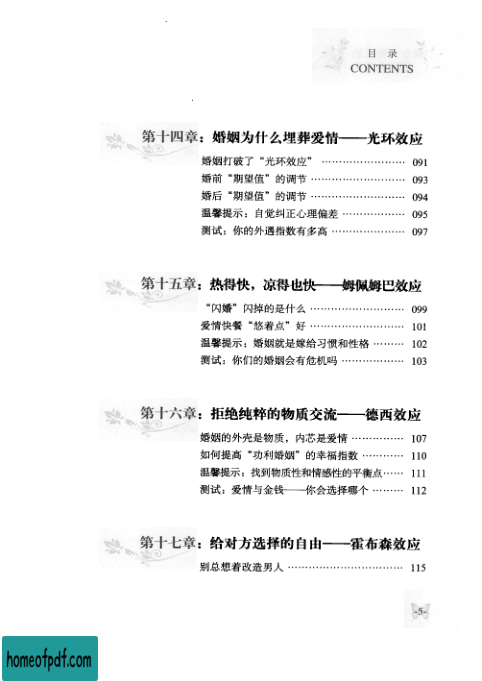 目 录
CONTENTS
第十四章：婚姻为什么埋葬爱情——光环效应
婚姻打破了“光环效应” ························ 091
婚前“期望值”的调节 ··························· 093
婚后“期望值”的调节 ··························· 094
温馨提示：自觉纠正心理偏差 ·················· 095
测试：你的外遇指数有多高 ····················· 097
第十五章：热得快，凉得也快——姆佩姆巴效应
“闪婚”闪掉的是什么 ··························· 099
爱情快餐“悠着点”好 ··························· 101
温馨提示：婚姻就是嫁给习惯和性格 ········· 102
测试：你们的婚姻会有危机吗 ·················· 103
第十六章：拒绝纯粹的物质交流——德西效应
婚姻的外壳是物质，内芯是爱情 ··············· 107
如何提高“功利婚姻”的幸福指数 ············ 110
温馨提示：找到物质性和情感性的平衡点······ 111
测试：爱情与金钱——你会选择哪个 ········· 112
第十七章：给对方选择的自由——霍布森效应
别总想着改造男人 ································· 115
-5-
homeofpdf.com